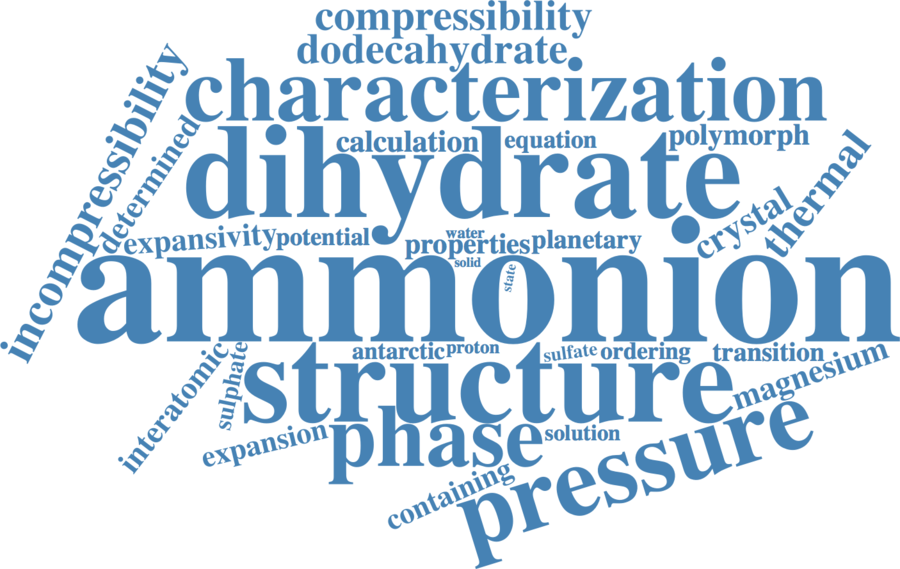 compressibility
dodecahydrate
characterization
incompressibility
determined
calculation
equation
polymorph
dihydrate
thermal
crystal
expansivity
potential
water
properties
planetary
solid
state
ammonion
antarctic
proton
sulfate
ordering
transition
magnesium
interatomic
sulphate
structure
expansion
phase
solution
containing
pressure